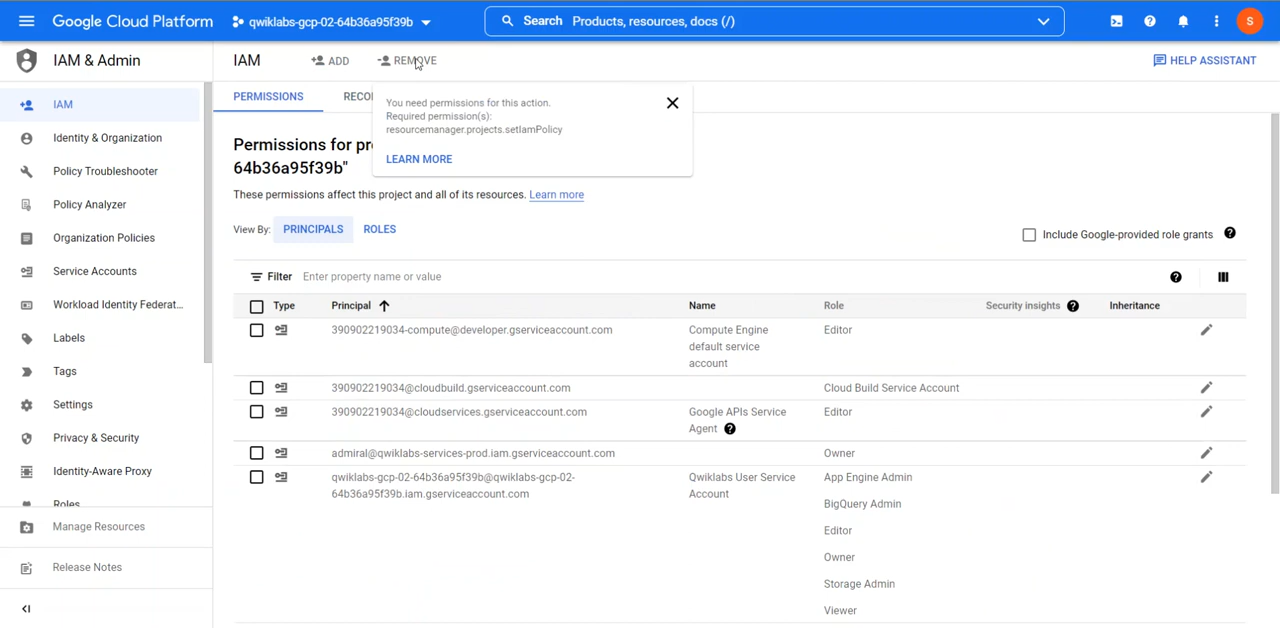 Google Cloud Platform
qwiklabs-gcp-02-64b36a95f39b
Search Products, resources, docs (/)
S
IAM & Admin
IAM
ADD
REMOVE
HELP ASSISTANT
IAM
Identity & Organization
Policy Troubleshooter
Policy Analyzer
Organization Policies
Service Accounts
Workload Identity Federat...
Labels
Tags
Settings
Privacy & Security
Identity-Aware Proxy
Roles
Manage Resources
Release Notes
PERMISSIONS
RECO
You need permissions for this action.
Required permission(s):
resourcemanager.projects.setIamPolicy
LEARN MORE
Permissions for pr
64b36a95f39b"
These permissions affect this project and all of its resources. Learn more
View By: PRINCIPALS ROLES
Include Google-provided role grants
Filter Enter property name or value
Type Principal Name Role Security insights Inheritance
390902219034-compute@developer.gserviceaccount.com Compute Engine Editor
default service
account
390902219034@cloudbuild.gserviceaccount.com Cloud Build Service Account
390902219034@cloudservices.gserviceaccount.com Google APIs Service Editor
Agent
admiral@qwiklabs-services-prod.iam.gserviceaccount.com Owner
qwiklabs-gcp-02-64b36a95f39b@qwiklabs-gcp-02- Qwiklabs User Service App Engine Admin
64b36a95f39b.iam.gserviceaccount.com Account
BigQuery Admin
Editor
Owner
Storage Admin
Viewer